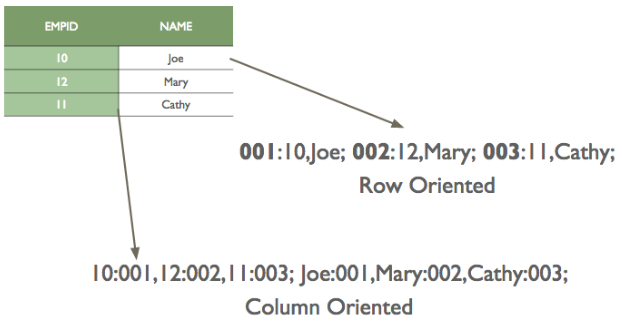 EMPID NAME
10 Joe
12 Mary
11 Cathy
001:10,Joe; 002:12,Mary; 003:11,Cathy;
Row Oriented
10:001,12:002,11:003; Joe:001,Mary:002,Cathy:003;
Column Oriented